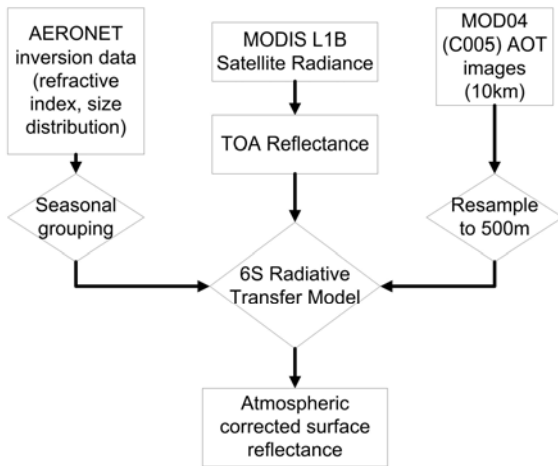 AERONET
inversion data
(refractive
index, size
distribution)
MODIS L1B
Satellite Radiance
MOD04
(C005) AOT
images
(10km)
TOA Reflectance
Seasonal
grouping
Resample
to 500m
6S Radiative
Transfer Model
Atmospheric
corrected surface
reflectance